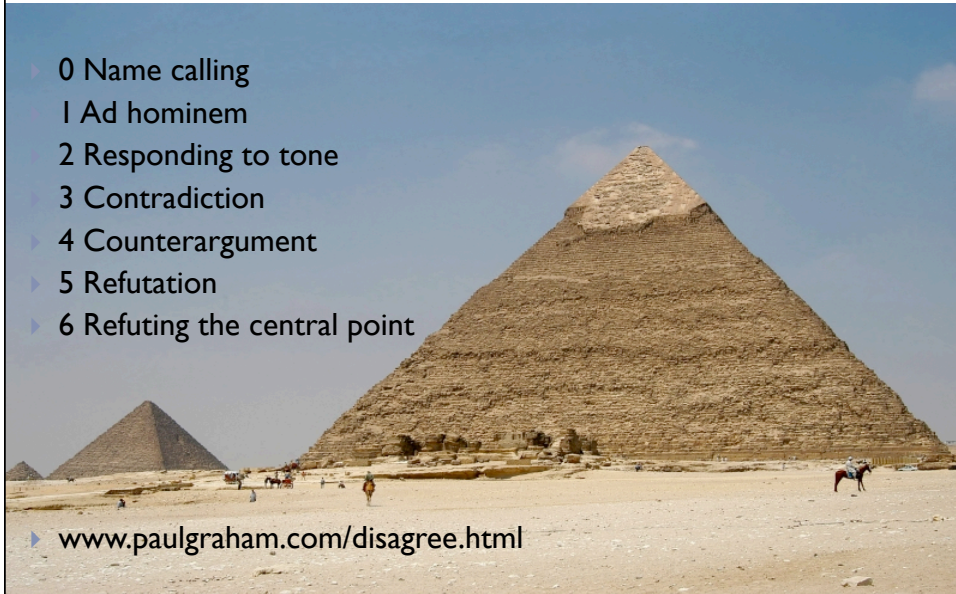 0 Name calling
1 Ad hominem
2 Responding to tone
3 Contradiction
4 Counterargument
5 Refutation
6 Refuting the central point
www.paulgraham.com/disagree.html